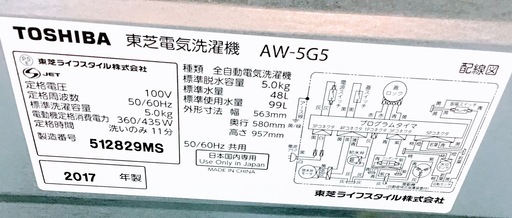 TOSHIBA 東芝電気洗濯機 AW-5G5
東芝ライフスタイル株式会社
JET
定格電圧 100V
定格周波数 50/60Hz
標準洗濯容量 5.0kg
電動機定格消費電力 360/435W
定格時間 洗いのみ 11分
製造番号 512829MS
2017 年製
種類 全自動電気洗濯機
標準脱水容量 5.0kg
標準水量 48L
標準使用水量 99L
外形寸法 幅 563mm
奥行 580mm
高さ 957mm
50/60Hz 共用
日本国内専用
Use Only in Japan
配線図
プログラムタイマ
東芝ライフスタイル株式会社